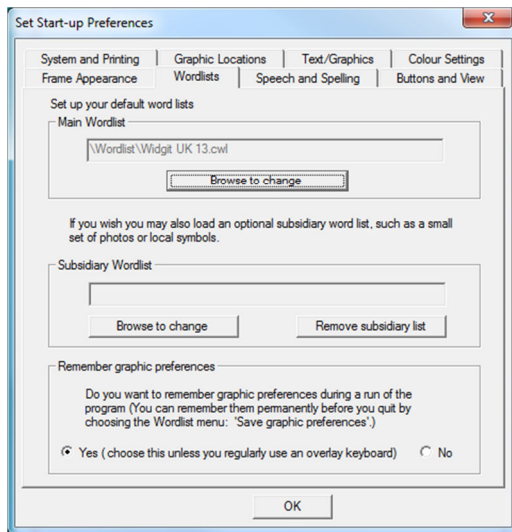 Set Start-up Preferences
System and Printing
Graphic Locations
Text/Graphics
Colour Settings
Frame Appearance
Wordlists
Speech and Spelling
Buttons and View
Set up your default word lists
Main Wordlist
\Wordlist\Widgit UK 13.cwl
Browse to change
If you wish you may also load an optional subsidiary word list, such as a small
set of photos or local symbols.
Subsidiary Wordlist
Browse to change
Remove subsidiary list
Remember graphic preferences
Do you want to remember graphic preferences during a run of the
program (You can remember them permanently before you quit by
choosing the Wordlist menu: 'Save graphic preferences'.)
Yes ( choose this unless you regularly use an overlay keyboard)
No
OK